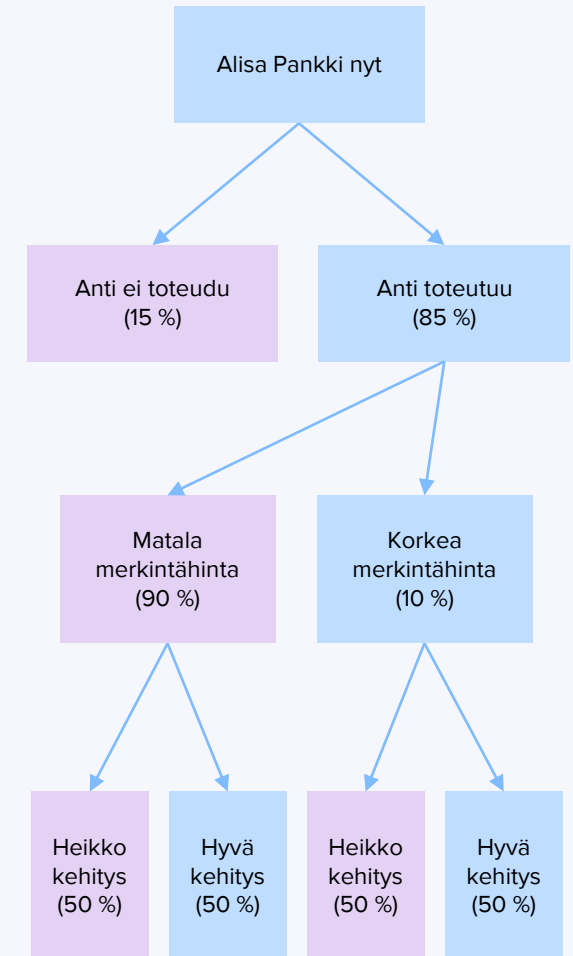 Alisa Pankki nyt
Anti ei toteudu
(15 %)
Anti toteutuu
(85 %)
Matala
merkintähinta
(90 %)
Korkea
merkintähinta
(10 %)
Heikko
kehitys
(50 %)
Hyvä
kehitys
(50 %)
Heikko
kehitys
(50 %)
Hyvä
kehitys
(50 %)